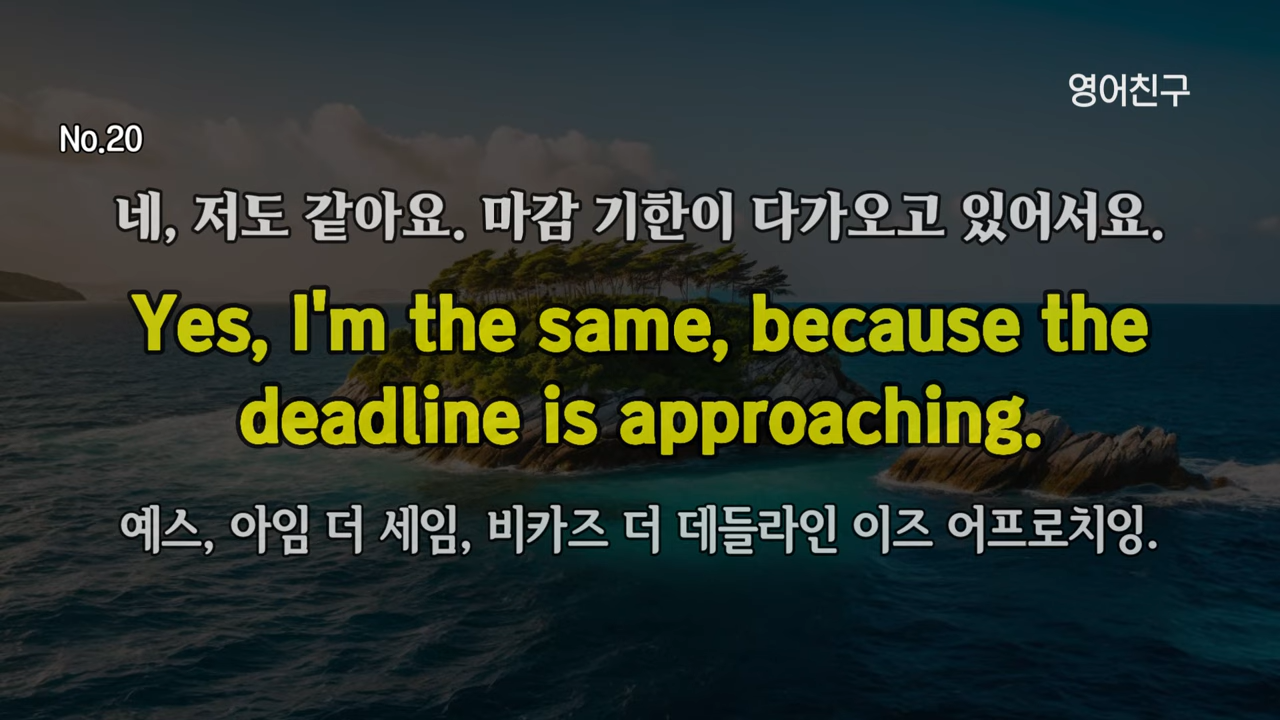 영어친구
No.20
네, 저도 같아요. 마감 기한이 다가오고 있어서요.
Yes, I'm the same, because the
deadline is approaching.
예스, 아임 더 세임, 비카즈 더 데들라인 이즈 어프로치잉.